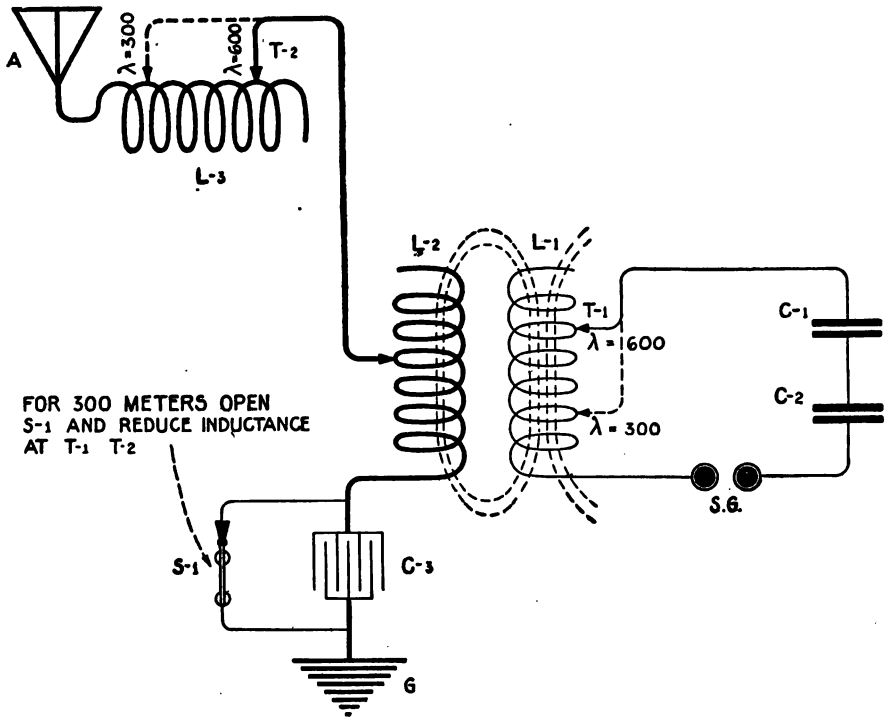 A
λ=300
λ=600
T-2
L-3
L-2
L-1
T-1
λ = 600
λ = 300
C-1
C-2
S.G.
FOR 300 METERS OPEN
S-1 AND REDUCE INDUCTANCE
AT T-1 T-2
S-1
C-3
G